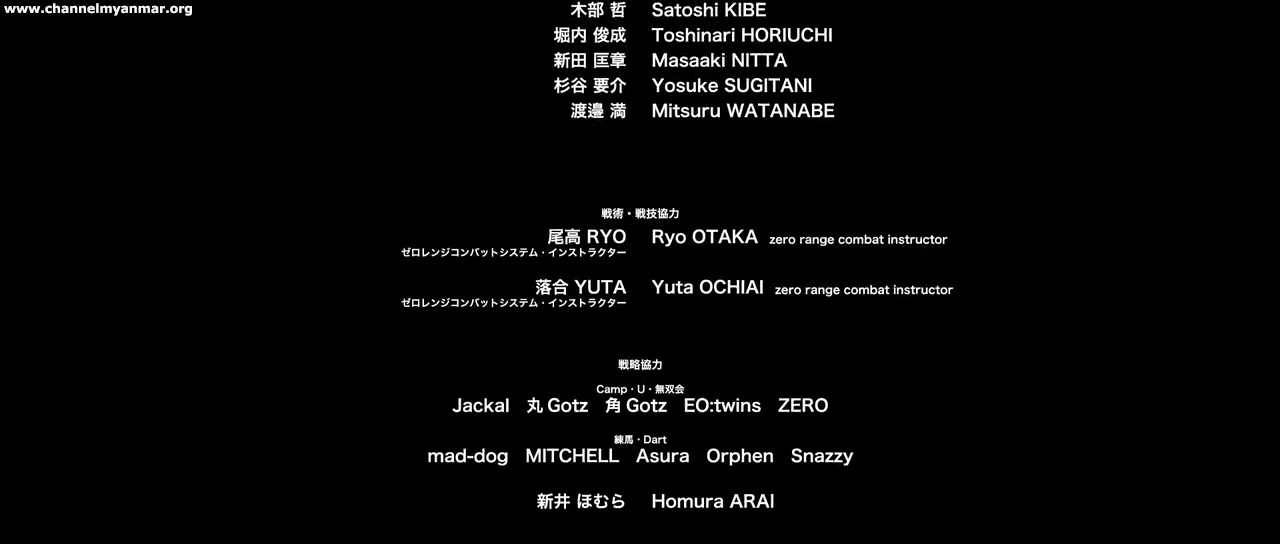 www.channelmyanmar.org
木部 哲 Satoshi KIBE
堀内 俊成 Toshinari HORIUCHI
新田 匡章 Masaaki NITTA
杉谷 要介 Yosuke SUGITANI
渡邉 満 Mitsuru WATANABE
戦術・戦技協力
尾高 RYO Ryo OTAKA zero range combat instructor
ゼロレンジコンバットシステム・インストラクター
落合 YUTA Yuta OCHIAI zero range combat instructor
ゼロレンジコンバットシステム・インストラクター
戦略協力
Camp・U・無双会
Jackal 丸 Gotz 角 Gotz EO:twins ZERO
練馬・Dart
mad-dog MITCHELL Asura Orphen Snazzy
新井 ほむら Homura ARAI